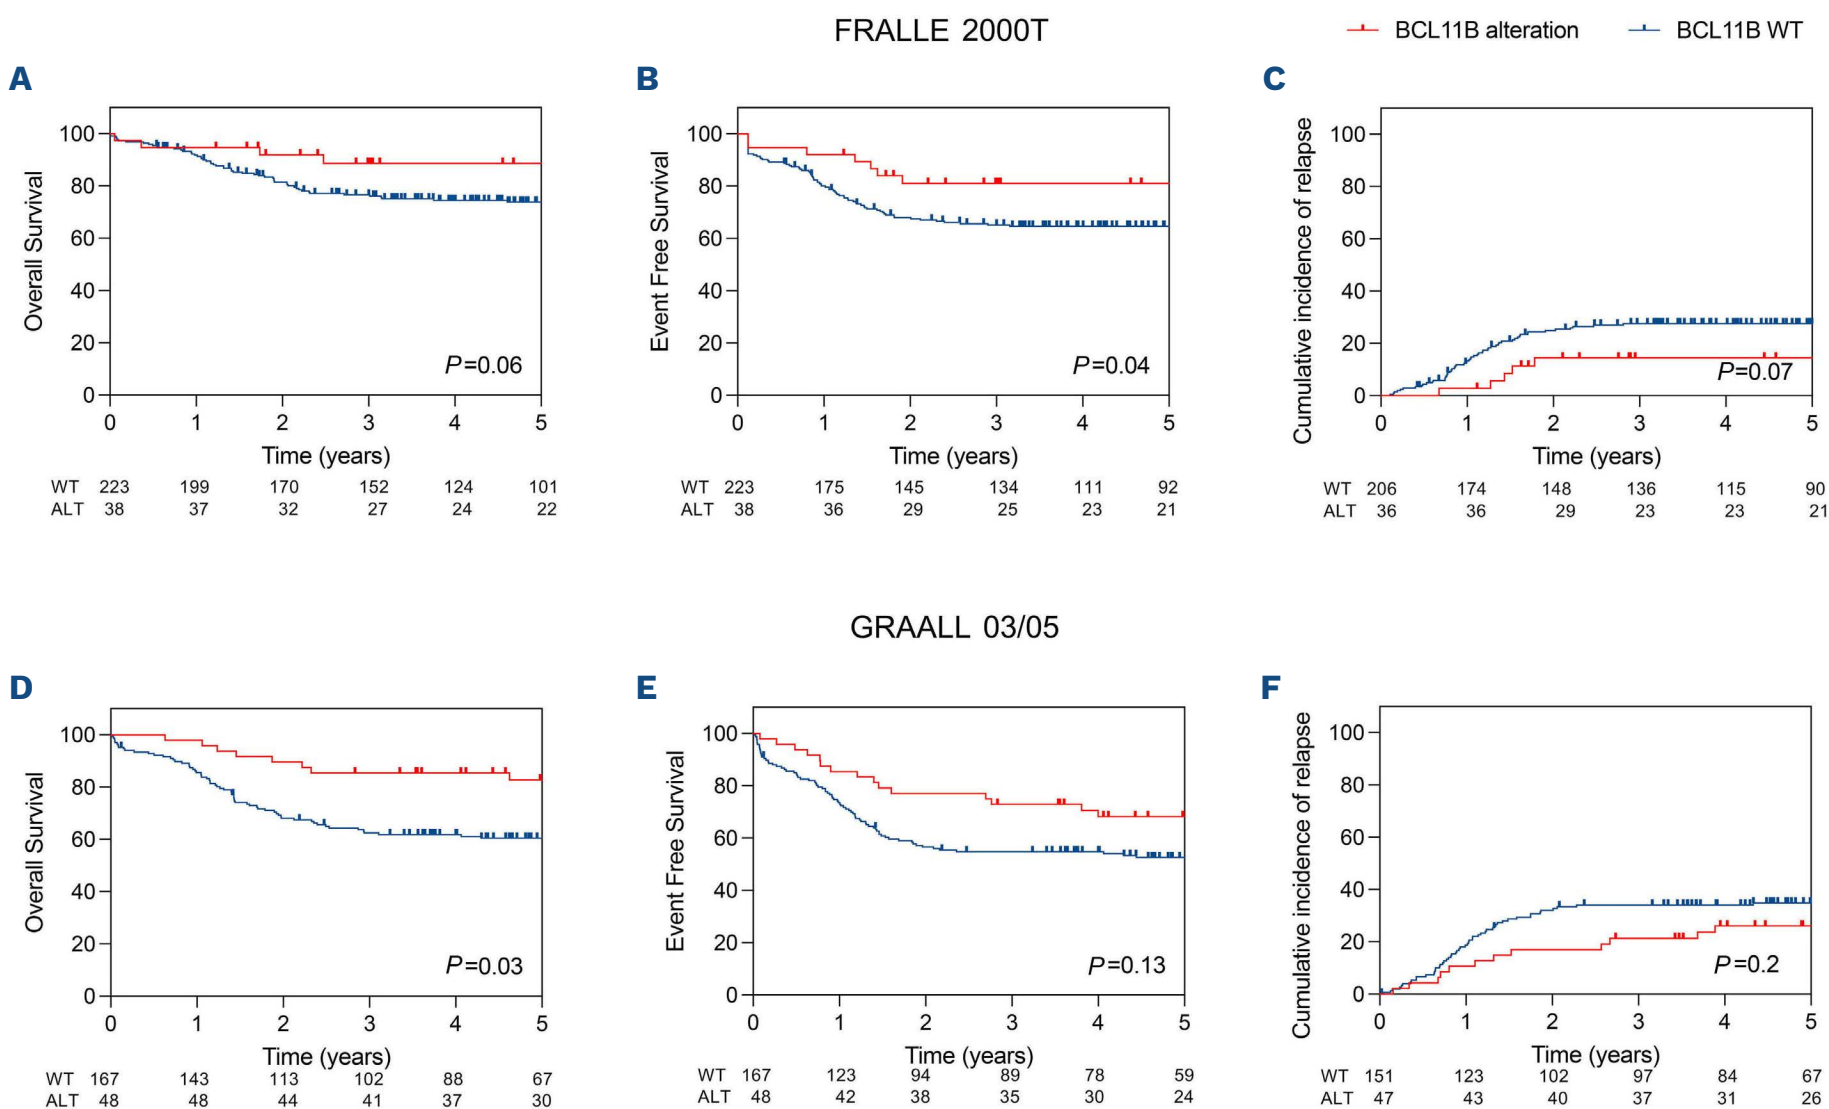 FRALLE 2000T
BCL11B alteration
BCL11B WT
A
Overall Survival
100
80
60
40
20
0
P=0.06
0 1 2 3 4 5
Time (years)
WT 223 199 170 152 124 101
ALT 38 37 32 27 24 22
B
Event Free Survival
100
80
60
40
20
0
P=0.04
0 1 2 3 4 5
Time (years)
WT 223 175 145 134 111 92
ALT 38 36 29 25 23 21
C
Cumulative incidence of relapse
100
80
60
40
20
0
P=0.07
0 1 2 3 4 5
Time (years)
WT 206 174 148 136 115 90
ALT 36 36 29 23 23 21
GRAALL 03/05
D
Overall Survival
100
80
60
40
20
0
P=0.03
0 1 2 3 4 5
Time (years)
WT 167 143 113 102 88 67
ALT 48 48 44 41 37 30
E
Event Free Survival
100
80
60
40
20
0
P=0.13
0 1 2 3 4 5
Time (years)
WT 167 123 94 89 78 59
ALT 48 42 38 35 30 24
F
Cumulative incidence of relapse
100
80
60
40
20
0
P=0.2
0 1 2 3 4 5
Time (years)
WT 151 123 102 97 84 67
ALT 47 43 40 37 31 26